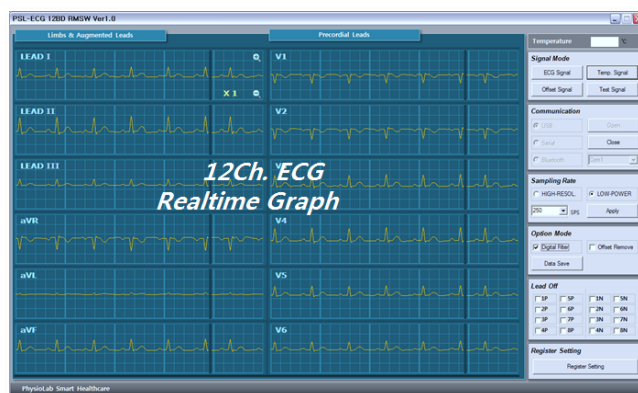 PSL-ECG 12BD RMSW Ver1.0
Limbs & Augmented Leads
Precordial Leads
LEAD I
X 1
LEAD II
LEAD III
aVR
aVL
aVF
V1
V2
V4
V5
V6
12Ch. ECG
Realtime Graph
Temperature
℃
Signal Mode
ECG Signal
Temp. Signal
Offset Signal
Test Signal
Communication
USB
Open
Serial
Close
Bluetooth
Sampling Rate
HIGH-RESOL
LOW-POWER
250
SPS
Apply
Option Mode
Digital Filter
Offset Remove
Data Save
Lead Off
1P 5P 1N 5N
2P 6P 2N 6N
3P 7P 3N 7N
4P 8P 4N 8N
Register Setting
Register Setting
PhysioLab Smart Healthcare